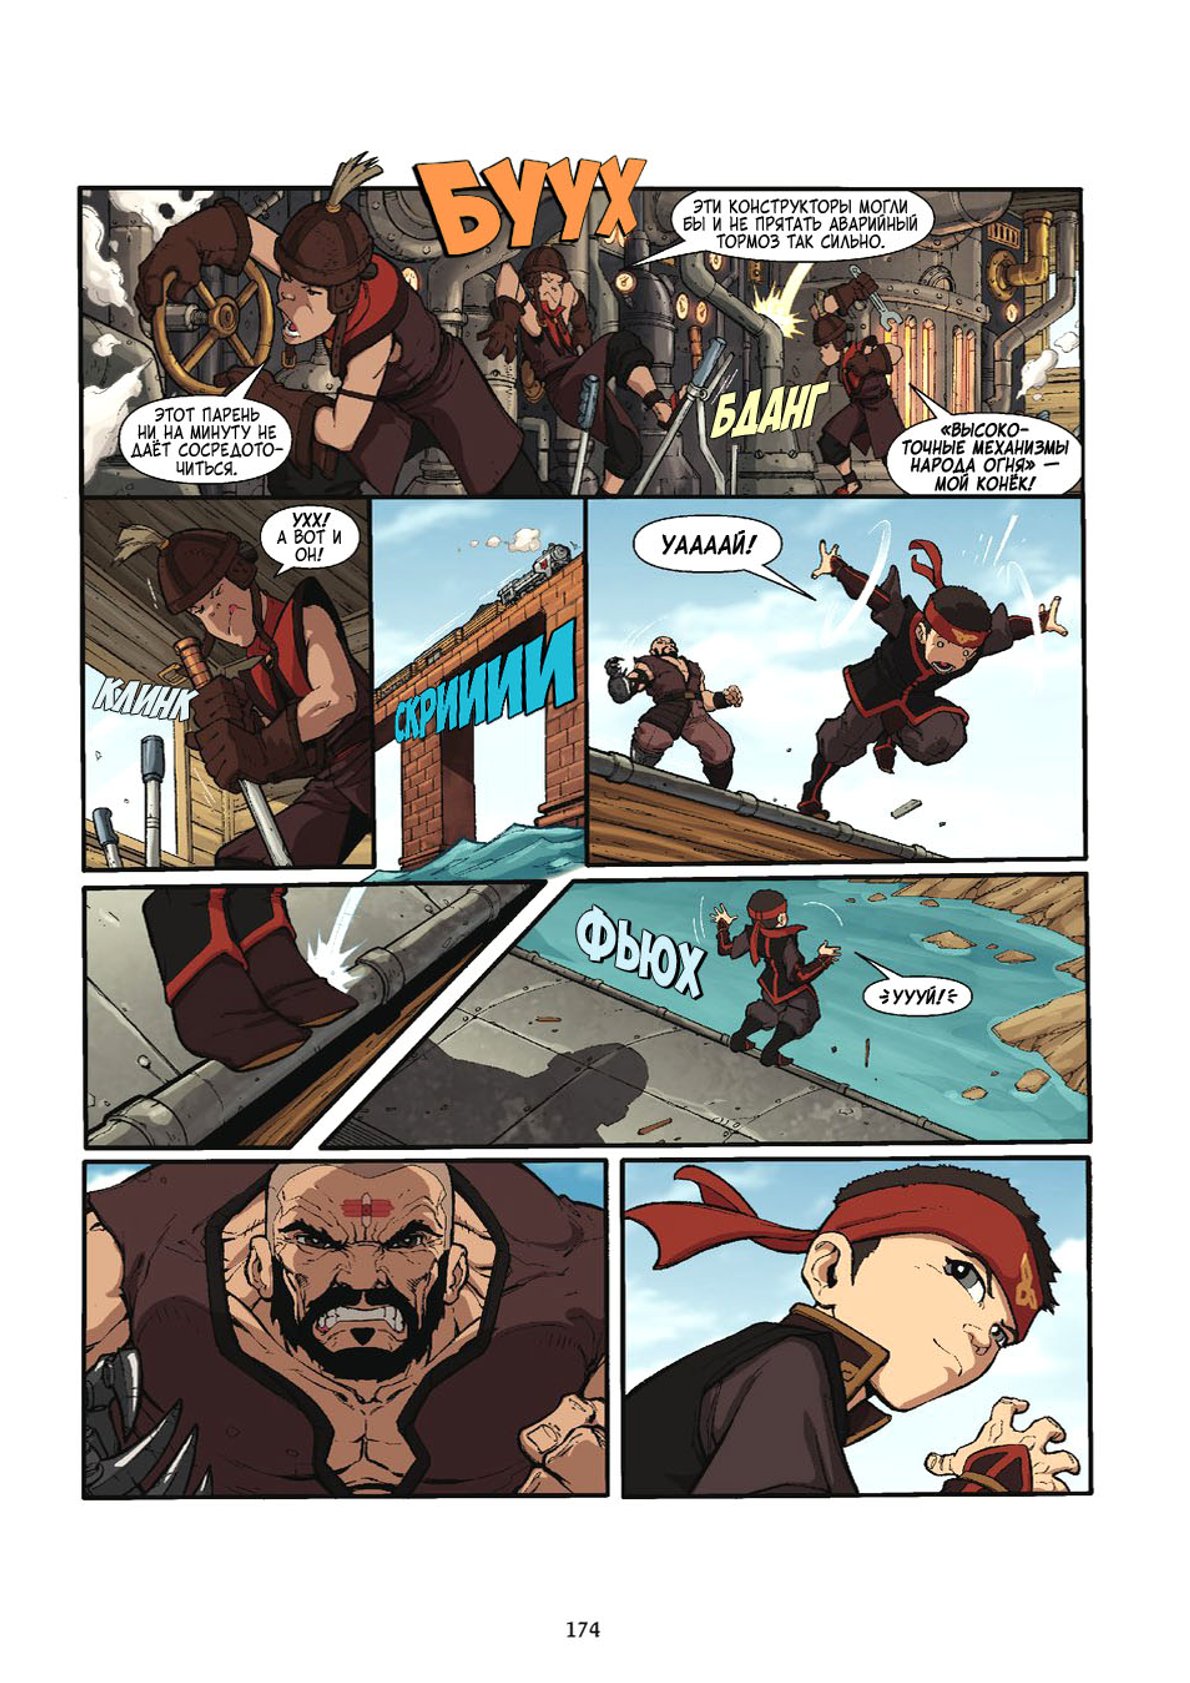 БУУХ
ЭТИ КОНСТРУКТОРЫ МОГЛИ
БЫ И НЕ ПРЯТАТЬ АВАРИЙНЫЙ
ТОРМОЗ ТАК СИЛЬНО.
ЭТОТ ПАРЕНЬ
НИ НА МИНУТУ НЕ
ДАЁТ СОСРЕДОТО-
ЧИТЬСЯ.
БДАНГ
«ВЫСОКО-
ТОЧНЫЕ МЕХАНИЗМЫ
НАРОДА ОГНЯ» —
МОЙ КОНЁК!
УХХ!
А ВОТ И
ОН!
КЛИНК
СКРИИИИ
УААААЙ!
ФЬЮХ
УУУЙ!
174